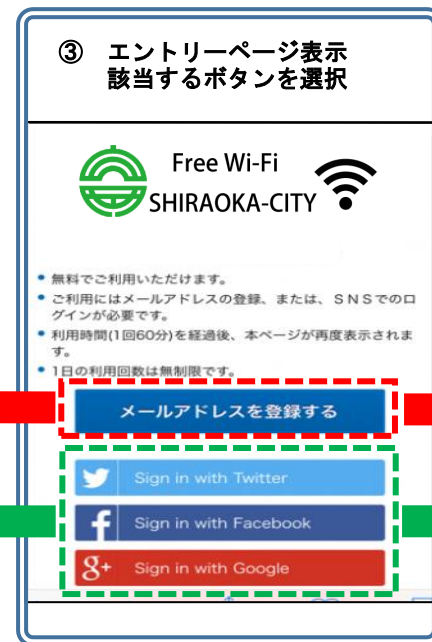 ③ エントリーページ表示
該当するボタンを選択
Free Wi-Fi
SHIRAOKA-CITY
• 無料でご利用いただけます。
• ご利用にはメールアドレスの登録、または、ＳＮＳでのロ
グインが必要です。
• 利用時間(1回60分)を経過後、本ページが再度表示されま
す。
• 1日の利用回数は無制限です。
メールアドレスを登録する
Sign in with Twitter
f Sign in with Facebook
g+ Sign in with Google